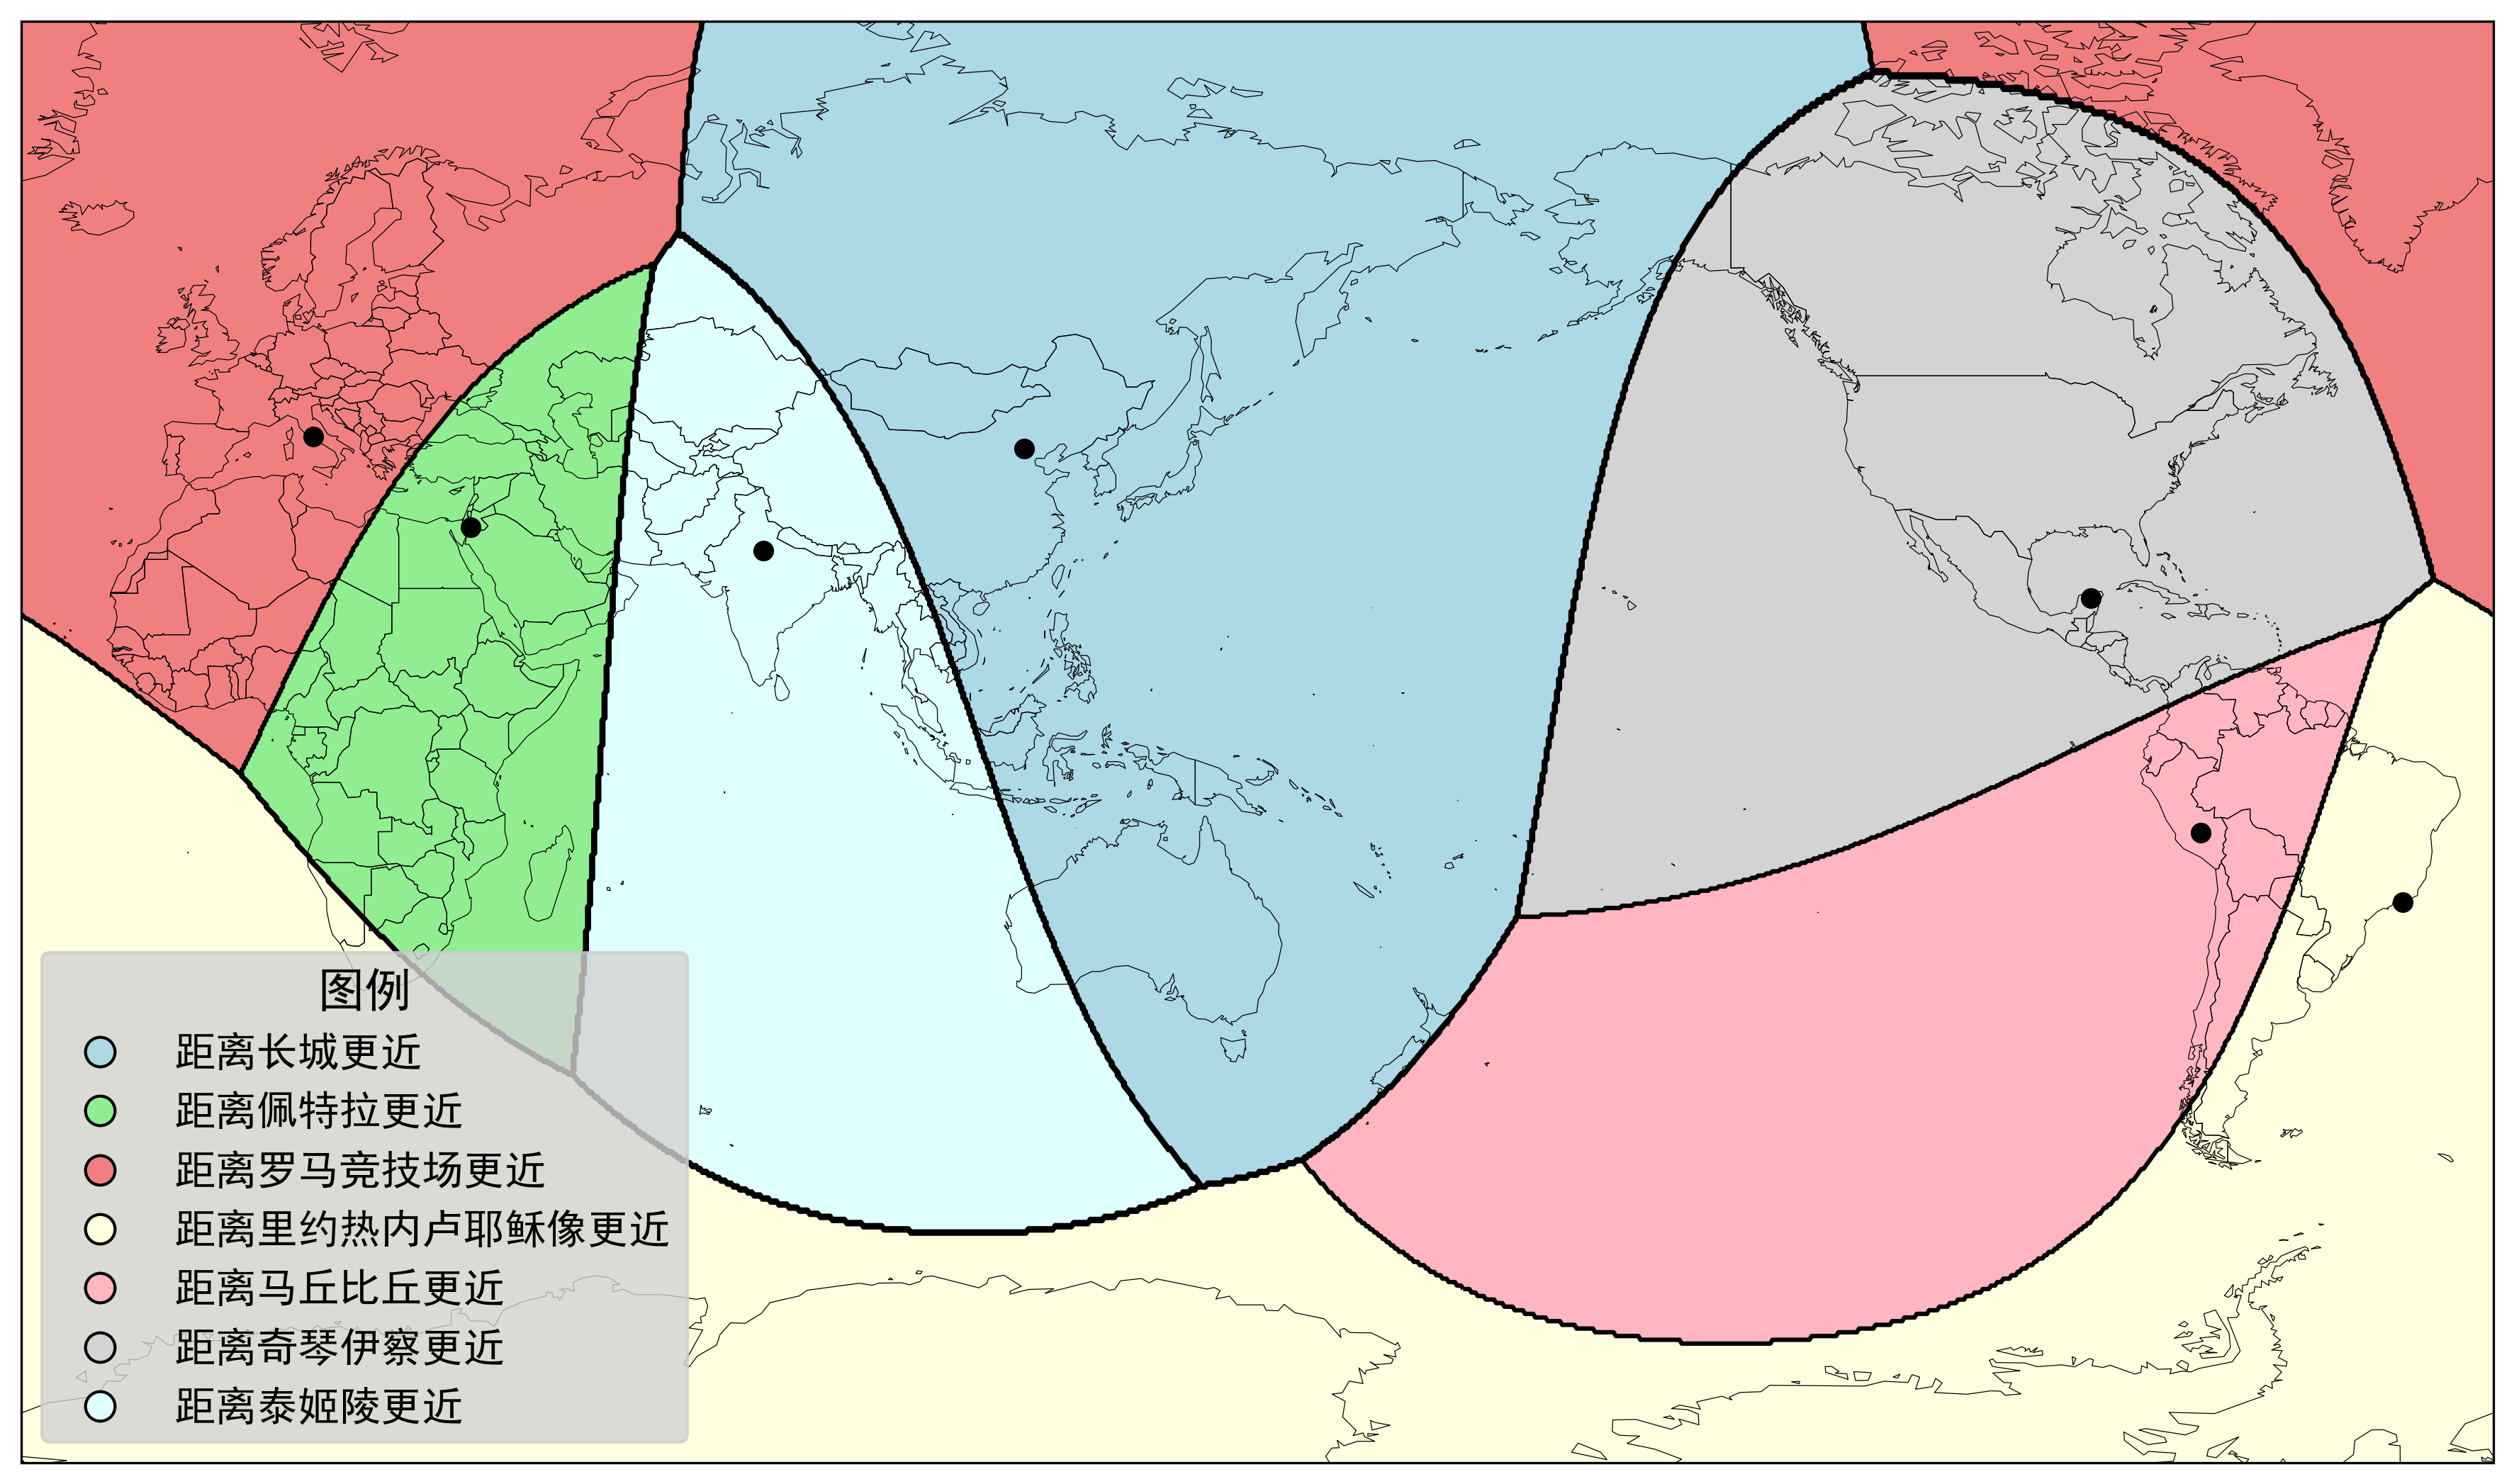 图例
距离长城更近
距离佩特拉更近
距离罗马竞技场更近
距离里约热内卢耶稣像更近
距离马丘比丘更近
距离奇琴伊察更近
距离泰姬陵更近